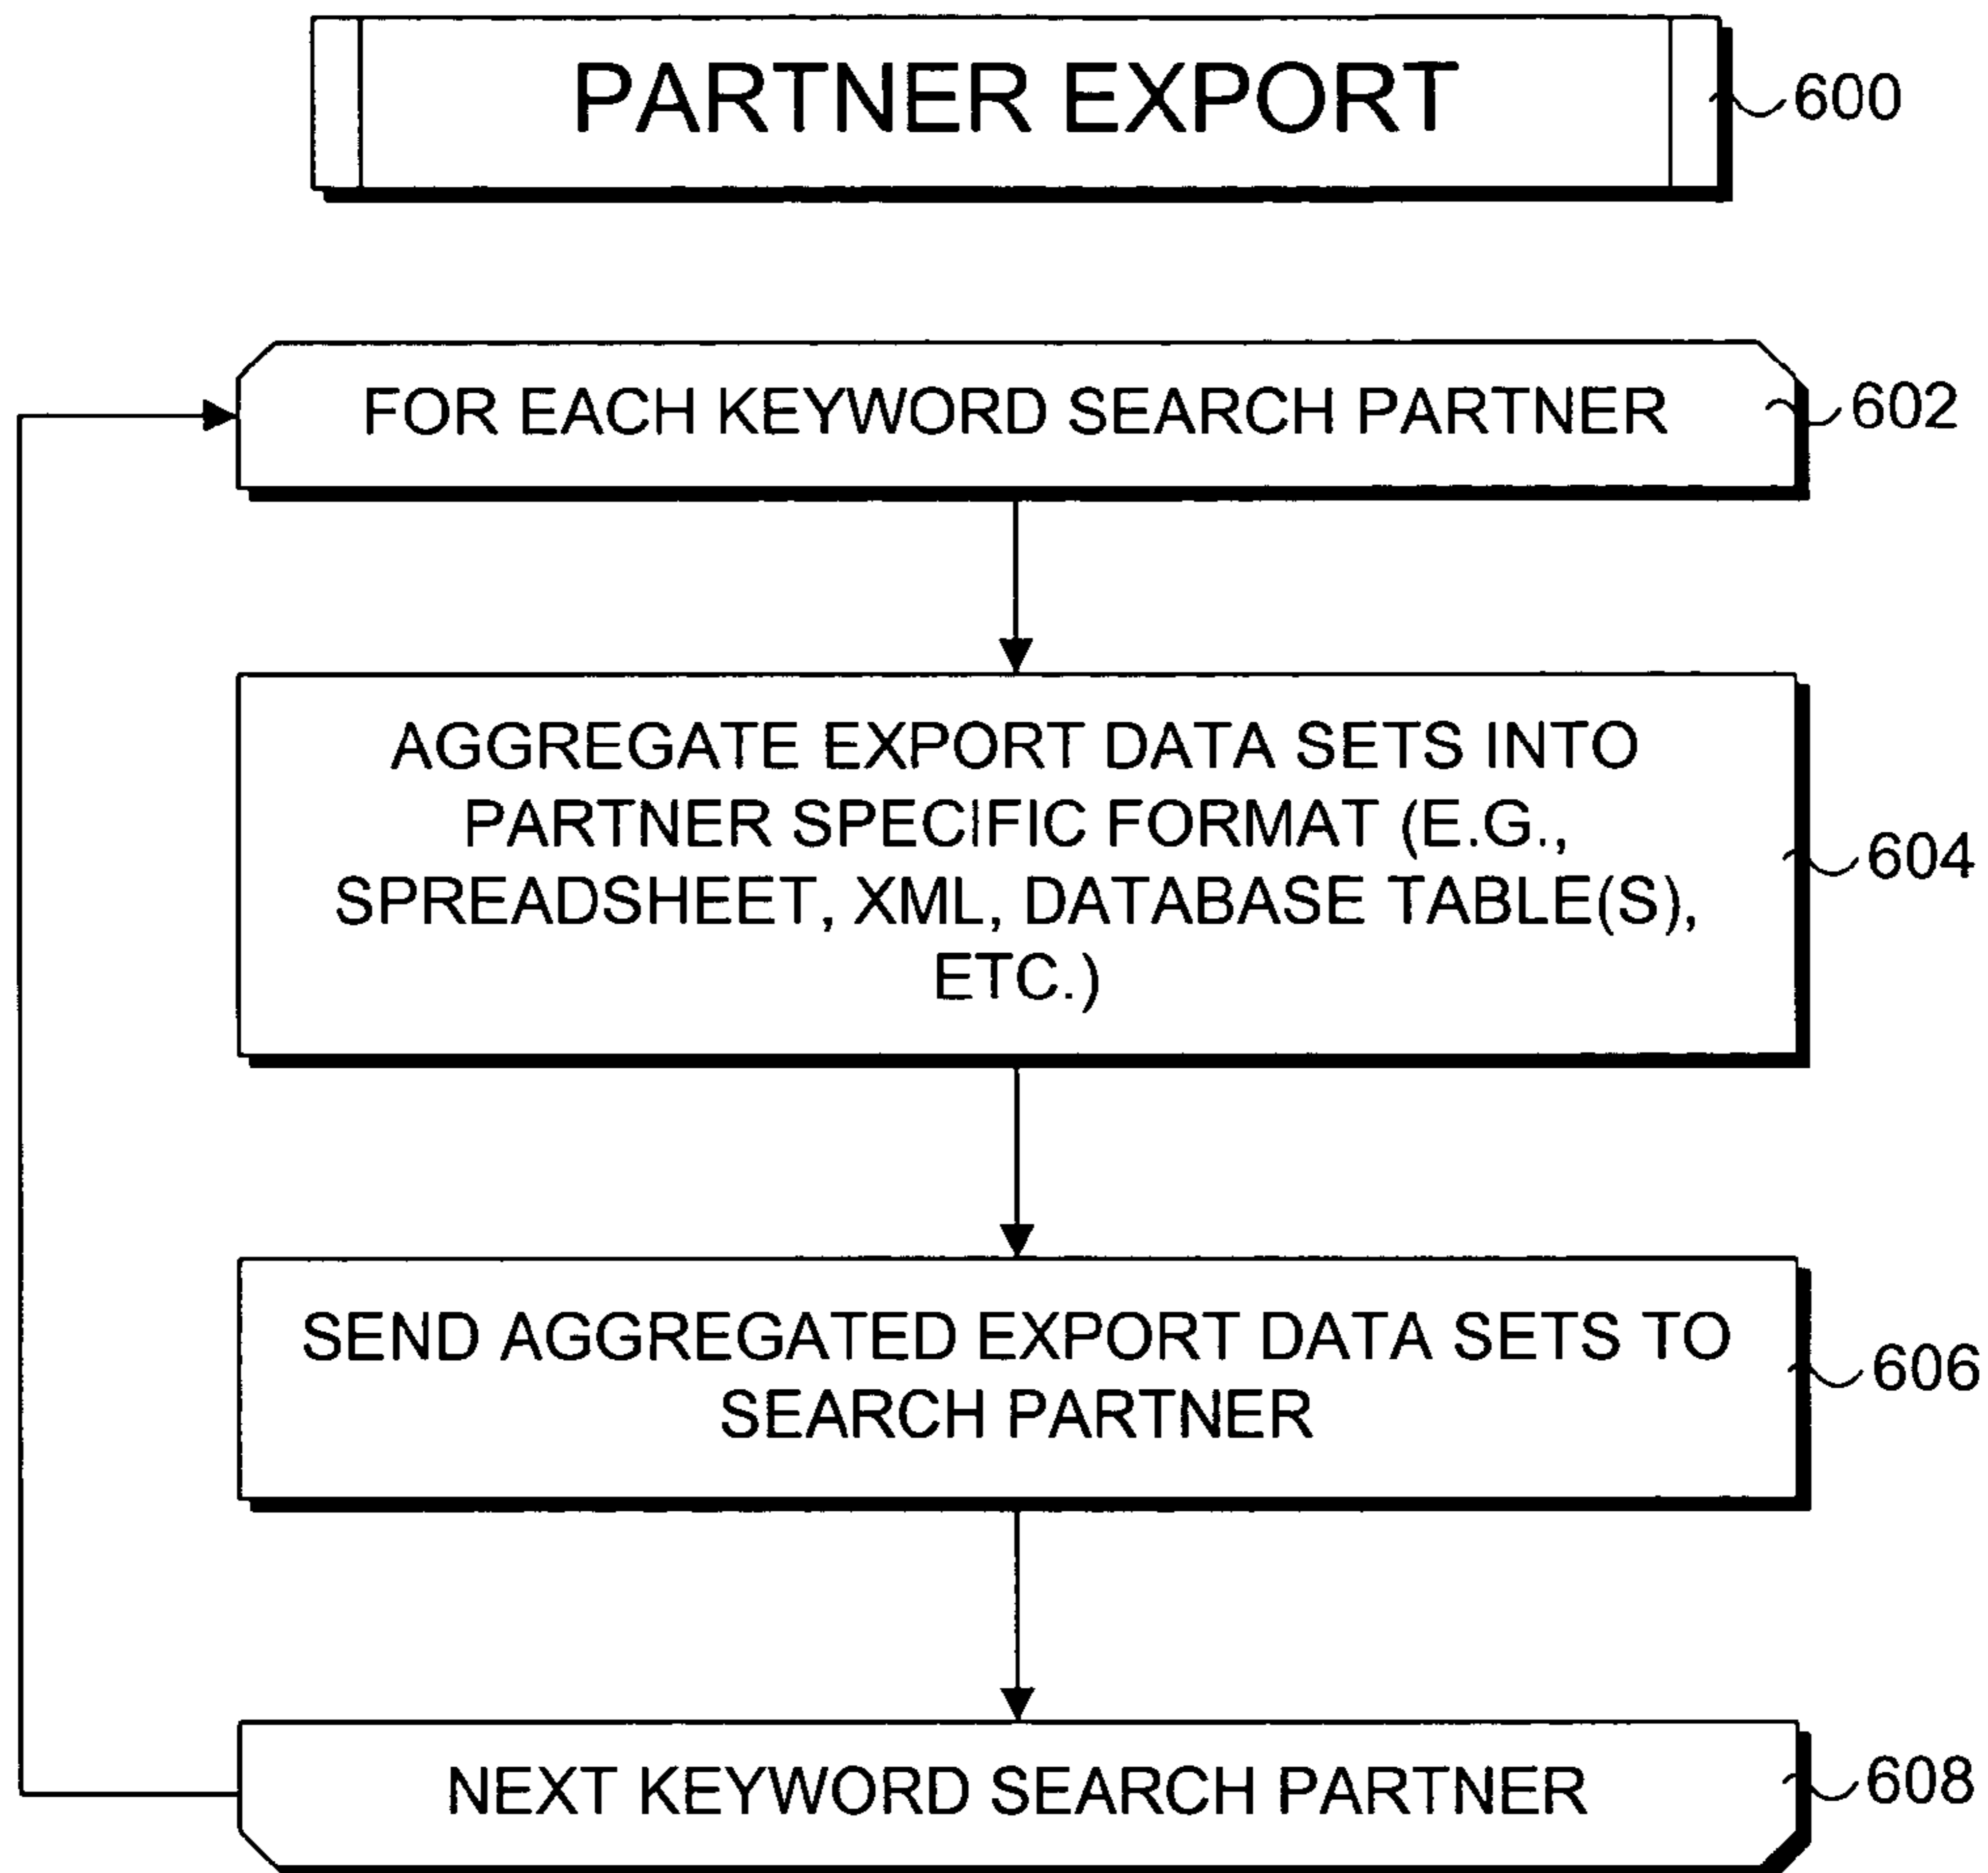 PARTNER EXPORT
600
FOR EACH KEYWORD SEARCH PARTNER
602
AGGREGATE EXPORT DATA SETS INTO
PARTNER SPECIFIC FORMAT (E.G.,
SPREADSHEET, XML, DATABASE TABLE(S),
ETC.)
604
SEND AGGREGATED EXPORT DATA SETS TO
SEARCH PARTNER
606
NEXT KEYWORD SEARCH PARTNER
608